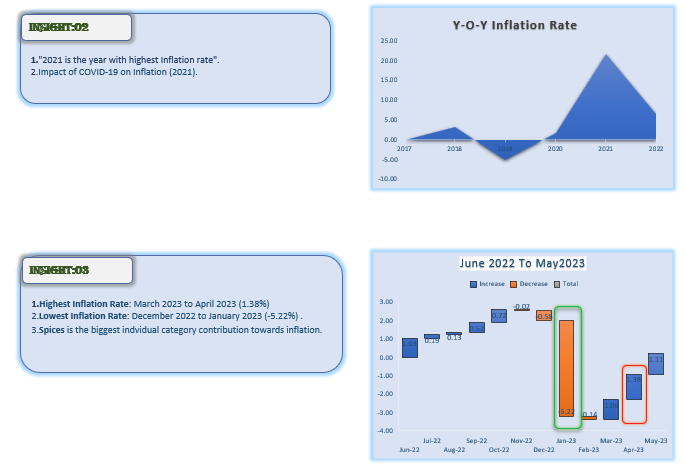 INSIGHT:02
1."2021 is the year with highest Inflation rate".
2.Impact of COVID-19 on Inflation (2021).
Y-O-Y Inflation Rate
25.00
20.00
15.00
10.00
5.00
0.00
-5.00
-10.00
2017 2018 2019 2020 2021 2022
INSIGHT:03
1.Highest Inflation Rate: March 2023 to April 2023 (1.38%)
2.Lowest Inflation Rate: December 2022 to January 2023 (-5.22%) .
3.Spices is the biggest indvidual category contribution towards inflation.
June 2022 To May2023
Increase Decrease Total
3.00
2.00
1.00
0.00
-1.00
-2.00
-3.00
-4.00
0.19
0.13
0.72
-0.02
-0.58
-5.22
-0.14
1.38
1.11
Jun-22 Jul-22 Aug-22 Sep-22 Oct-22 Nov-22 Dec-22 Jan-23 Feb-23 Mar-23 Apr-23 May-23